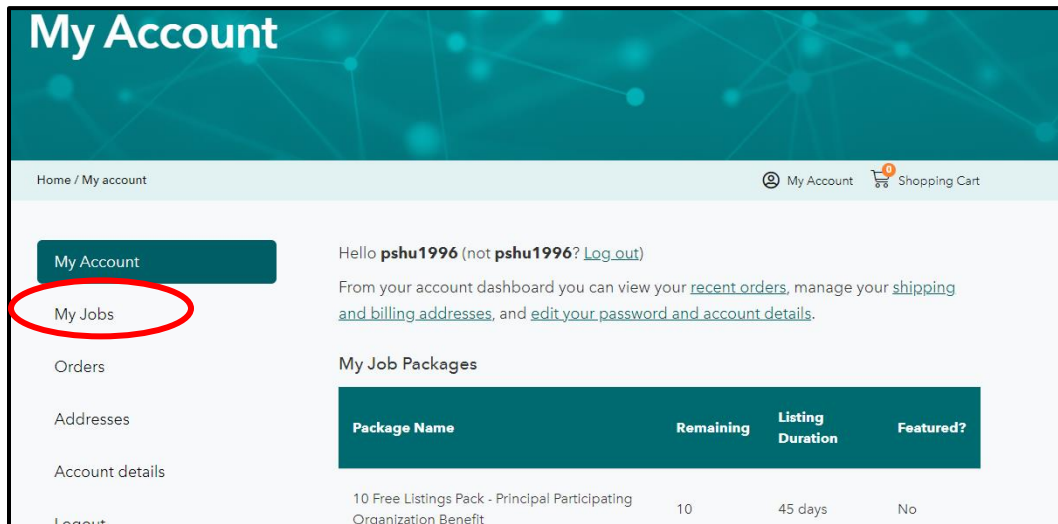 My Account
Home / My account
My Account
0
Shopping Cart
My Account
My Jobs
Orders
Addresses
Account details
Logout
Hello pshu1996 (not pshu1996? Log out)
From your account dashboard you can view your recent orders, manage your shipping
and billing addresses, and edit your password and account details.
My Job Packages
Package Name
Remaining
Listing
Duration
Featured?
10 Free Listings Pack - Principal Participating
Organization Benefit
10
45 days
No